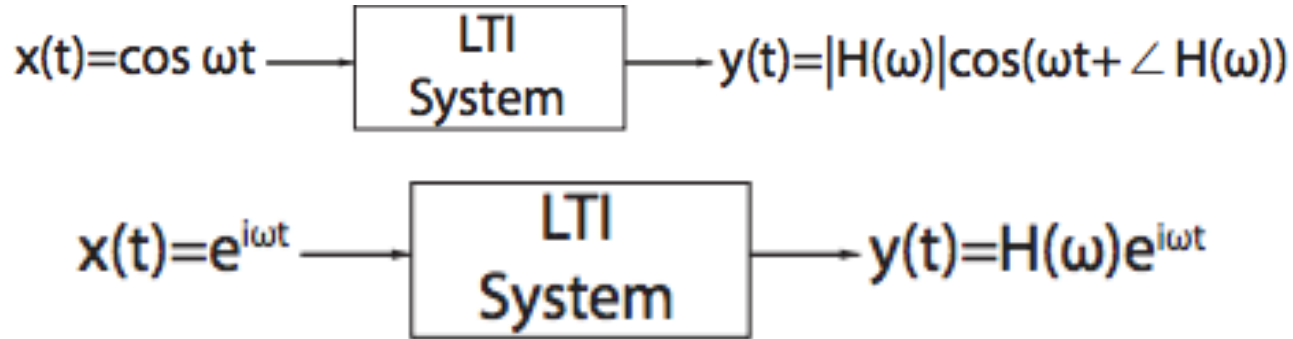 x(t)=cos ωt
LTI
System
y(t)=|H(ω)|cos(ωt+∠ H(ω))
x(t)=e^{iωt}
LTI
System
y(t)=H(ω)e^{iωt}